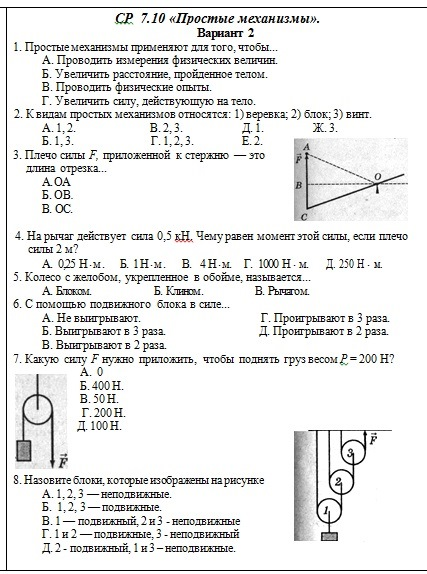 СР 7.10 «Простые механизмы».
Вариант 2
1. Простые механизмы применяют для того, чтобы...
А. Проводить измерения физических величин.
Б. Увеличить расстояние, пройденное телом.
В. Проводить физические опыты.
Г. Увеличить силу, действующую на тело.
2. К видам простых механизмов относятся: 1) веревка; 2) блок; 3) винт.
А. 1, 2. В. 2, 3. Д. 1. Ж. 3.
Б. 1, 3. Г. 1, 2, 3. Е. 2.
3. Плечо силы F, приложенной к стержню — это
длина отрезка...
А. ОА
Б. ОВ.
В. ОС.
A
F
B
O
C
4. На рычаг действует сила 0,5 кН. Чему равен момент этой силы, если плечо
силы 2 м?
А. 0,25 Н·м. Б. 1 Н·м. В. 4 Н·м. Г. 1000 Н·м. Д. 250 Н·м.
5. Колесо с желобом, укрепленное в обойме, называется...
А. Блоком. Б. Клином. В. Рычагом.
6. С помощью подвижного блока в силе...
А. Не выигрывают. Г. Проигрывают в 3 раза.
Б. Выигрывают в 3 раза. Д. Проигрывают в 2 раза.
В. Выигрывают в 2 раза.
7. Какую силу F нужно приложить, чтобы поднять груз весом P = 200 Н?
А. 0
Б. 400 Н.
В. 50 Н.
Г. 200 Н.
Д. 100 Н.
F
8. Назовите блоки, которые изображены на рисунке
А. 1, 2, 3 — неподвижные.
Б. 1, 2, 3 — подвижные.
В. 1 — подвижный, 2 и 3 - неподвижные
Г. 1 и 2 — подвижные, 3 - неподвижный
Д. 2 - подвижный, 1 и 3 – неподвижные.
F
3
2
1